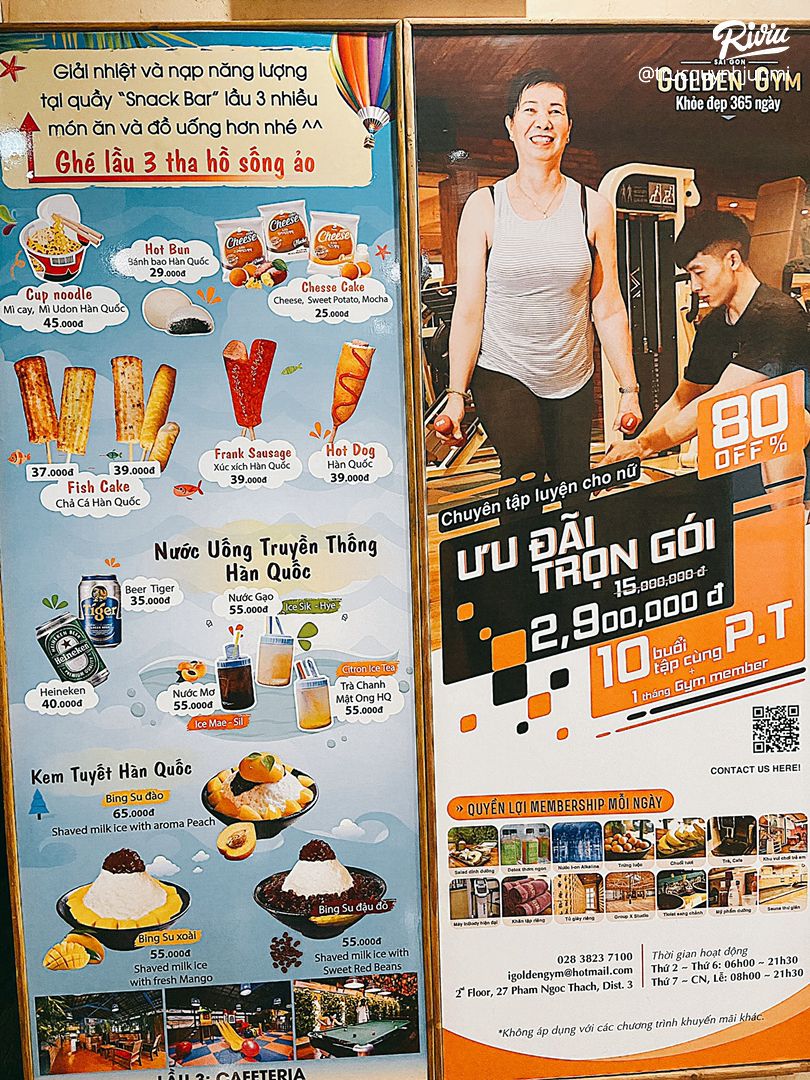 Giải nhiệt và nạp năng lượng
tại quầy "Snack Bar" lầu 3 nhiều
món ăn và đồ uống hơn nhé ^^
Ghé lầu 3 tha hồ sống ảo
Cup noodle
Mì cay, Mì Udon Hàn Quốc
45.000đ
Hot Bun
Bánh bao Hàn Quốc
29.000đ
Cheese
Cheese
Cheese
Chesse Cake
Cheese, Sweet Potato, Mocha
25.000đ
37.000đ
39.000đ
Fish Cake
Chả Cá Hàn Quốc
Frank Sausage
Xúc xích Hàn Quốc
39.000đ
Hot Dog
Hàn Quốc
39.000đ
Nước Uống Truyền Thống
Hàn Quốc
Tiger
Beer Tiger
35.000đ
Heineken
Heineken
40.000đ
Nước Gạo
55.000đ
Ice Sik - Hye
Nước Mơ
55.000đ
Ice Mae - Sil
Citron Ice Tea
Trà Chanh
Mật Ong HQ
55.000đ
Kem Tuyết Hàn Quốc
Bing Su đào
65.000đ
Shaved milk ice with aroma Peach
Bing Su xoài
55.000đ
Shaved milk ice
with fresh Mango
Bing Su đậu đỏ
55.000đ
Shaved milk ice with
Sweet Red Beans
LẦU 3: CAFETERIA
Riviu
@trucquynhjunmi
SAI GON
GOLDEN GYM
Khỏe đẹp 365 ngày
80
OFF %
Chuyên tập luyện cho nữ
ƯU ĐÃI
TRỌN GÓI
15,000,000 đ
2,900,000 đ
10 buổi tập cùng P.T
+
1 tháng Gym member
CONTACT US HERE!
» QUYỀN LỢI MEMBERSHIP MỖI NGÀY
Salad dinh dưỡng
Detox thơm ngon
Nước I-on Alkaline
Trứng luộc
Chuối tươi
Trà, Cafe
Khu vui chơi trẻ em
Máy InBody hiện đại
Khăn tập riêng
Tủ giày riêng
Group X Studio
Tiolet sang chảnh
Mỹ phẩm dưỡng
Sauna thư giãn
028 3823 7100
igoldengym@hotmail.com
2nd Floor, 27 Pham Ngoc Thach, Dist. 3
Thời gian hoạt động
Thứ 2 ~ Thứ 6: 06h00 ~ 21h30
Thứ 7 ~ CN, Lễ: 08h00 ~ 21h30
*Không áp dụng với các chương trình khuyến mãi khác.